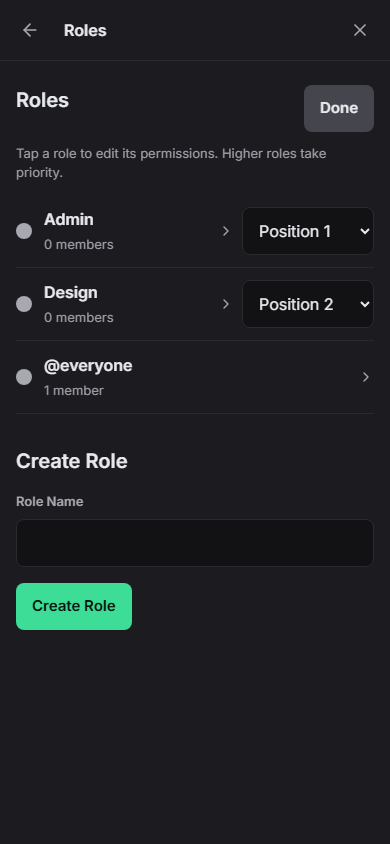 Roles
Roles
Done
Tap a role to edit its permissions. Higher roles take
priority.
Admin
0 members
Position 1
Design
0 members
Position 2
@everyone
1 member
Create Role
Role Name
Create Role